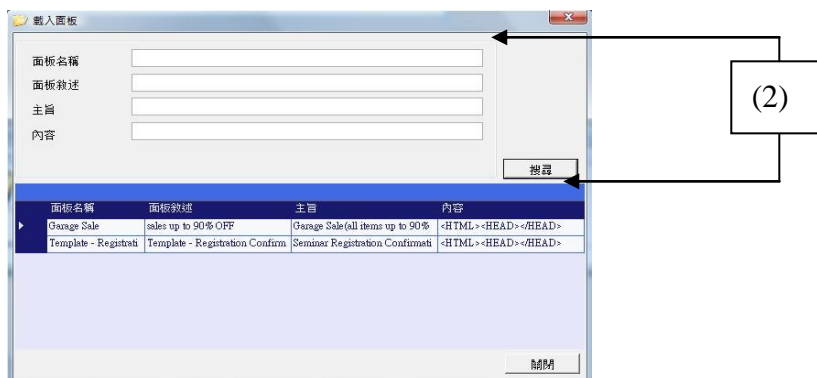 載入面板
面板名稱
面板敘述
主旨
內容
(2)
搜尋
面板名稱 面板敘述 主旨 內容
Garage Sale sales up to 90% OFF Garage Sale(all items up to 90% <HTML><HEAD></HEAD>
Template - Registrati Template - Registration Confirm Seminar Registration Confirmati <HTML><HEAD></HEAD>
關閉